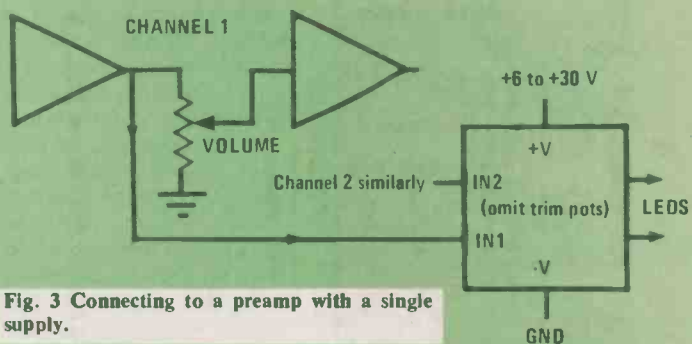 CHANNEL 1
VOLUME
+6 to +30 V
+V
Channel 2 similarly
IN2
(omit trim pots)
LEDS
IN1
-V
GND
Fig. 3 Connecting to a preamp with a single
supply.